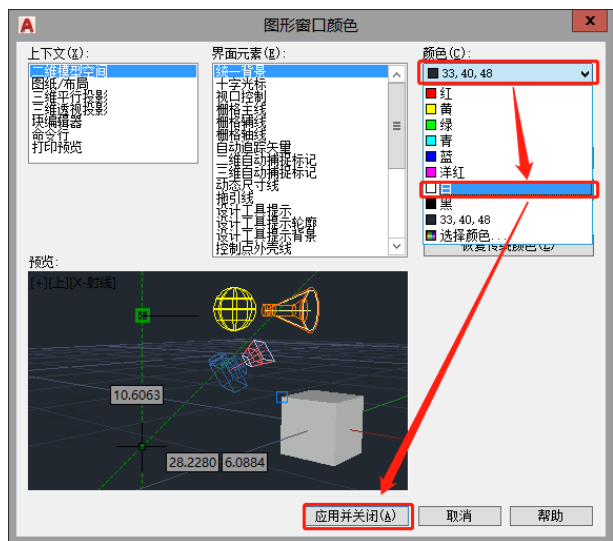 图形窗口颜色
上下文(X):
二维模型空间
图纸/布局
三维平行投影
三维透视投影
块编辑器
命令行
打印预览
界面元素(E):
统一背景
十字光标
视口控制
栅格主线
栅格辅线
栅格轴线
自动追踪矢量
二维自动捕捉标记
三维自动捕捉标记
动态尺寸线
拖引线
设计工具提示
设计工具提示轮廓
设计工具提示背景
控制点外壳线
颜色(C):
33, 40, 48
红
黄
绿
青
蓝
洋红
黑
33, 40, 48
选择颜色...
恢复传统颜色(L)
预览:
[+][上][X-射线]
10.6063
28.2280 6.0884
应用并关闭(A)
取消
帮助